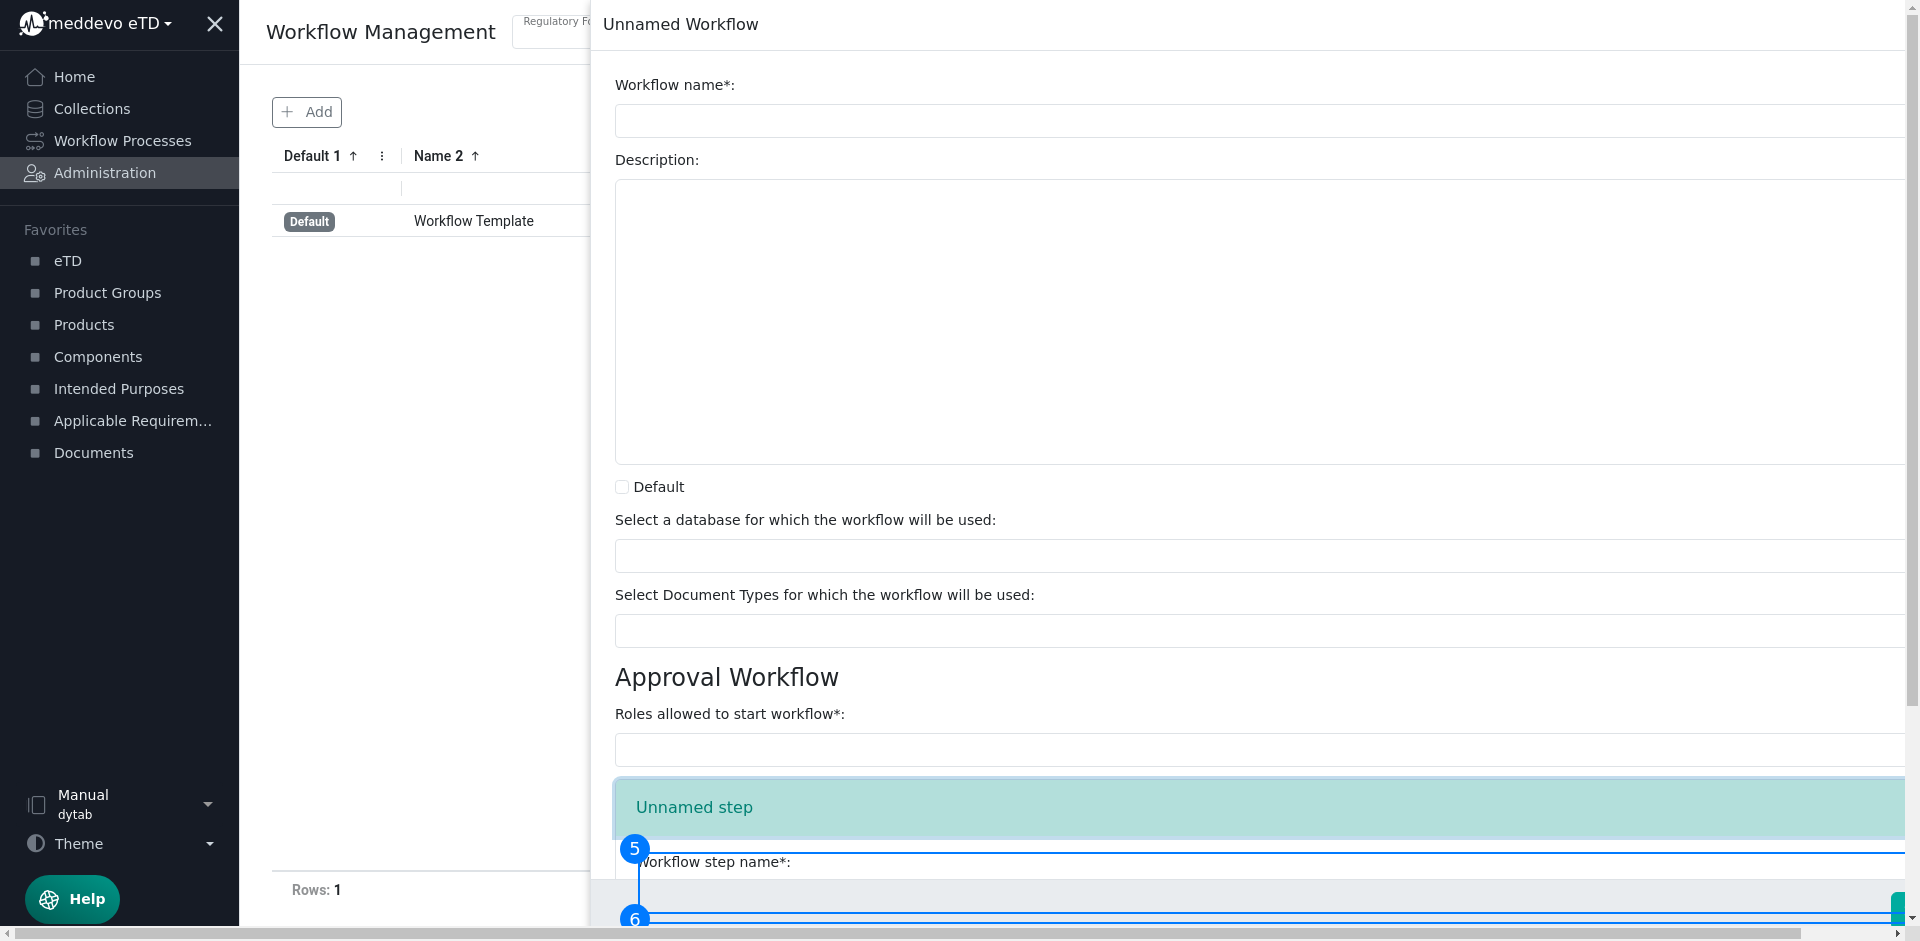 meddevo eTD
Home
Collections
Workflow Processes
Administration
Favorites
eTD
Product Groups
Products
Components
Intended Purposes
Applicable Requirem...
Documents
Manual
dytab
Theme
Help
Workflow Management
Regulatory Fo
Add
Default 1
Name 2
Default
Workflow Template
Rows: 1
Unnamed Workflow
Workflow name*:
Description:
Default
Select a database for which the workflow will be used:
Select Document Types for which the workflow will be used:
Approval Workflow
Roles allowed to start workflow*:
Unnamed step
5
Workflow step name*:
6